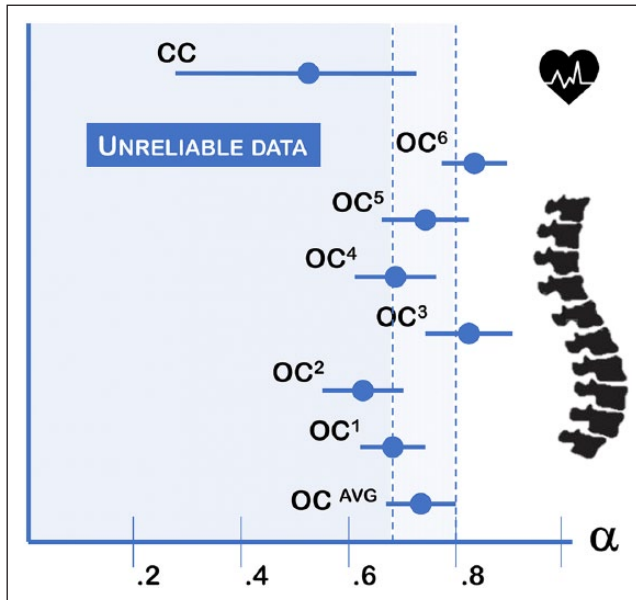 CC
UNRELIABLE DATA
OC⁶
OC⁵
OC⁴
OC³
OC²
OC¹
OC AVG
.2 .4 .6 .8 α